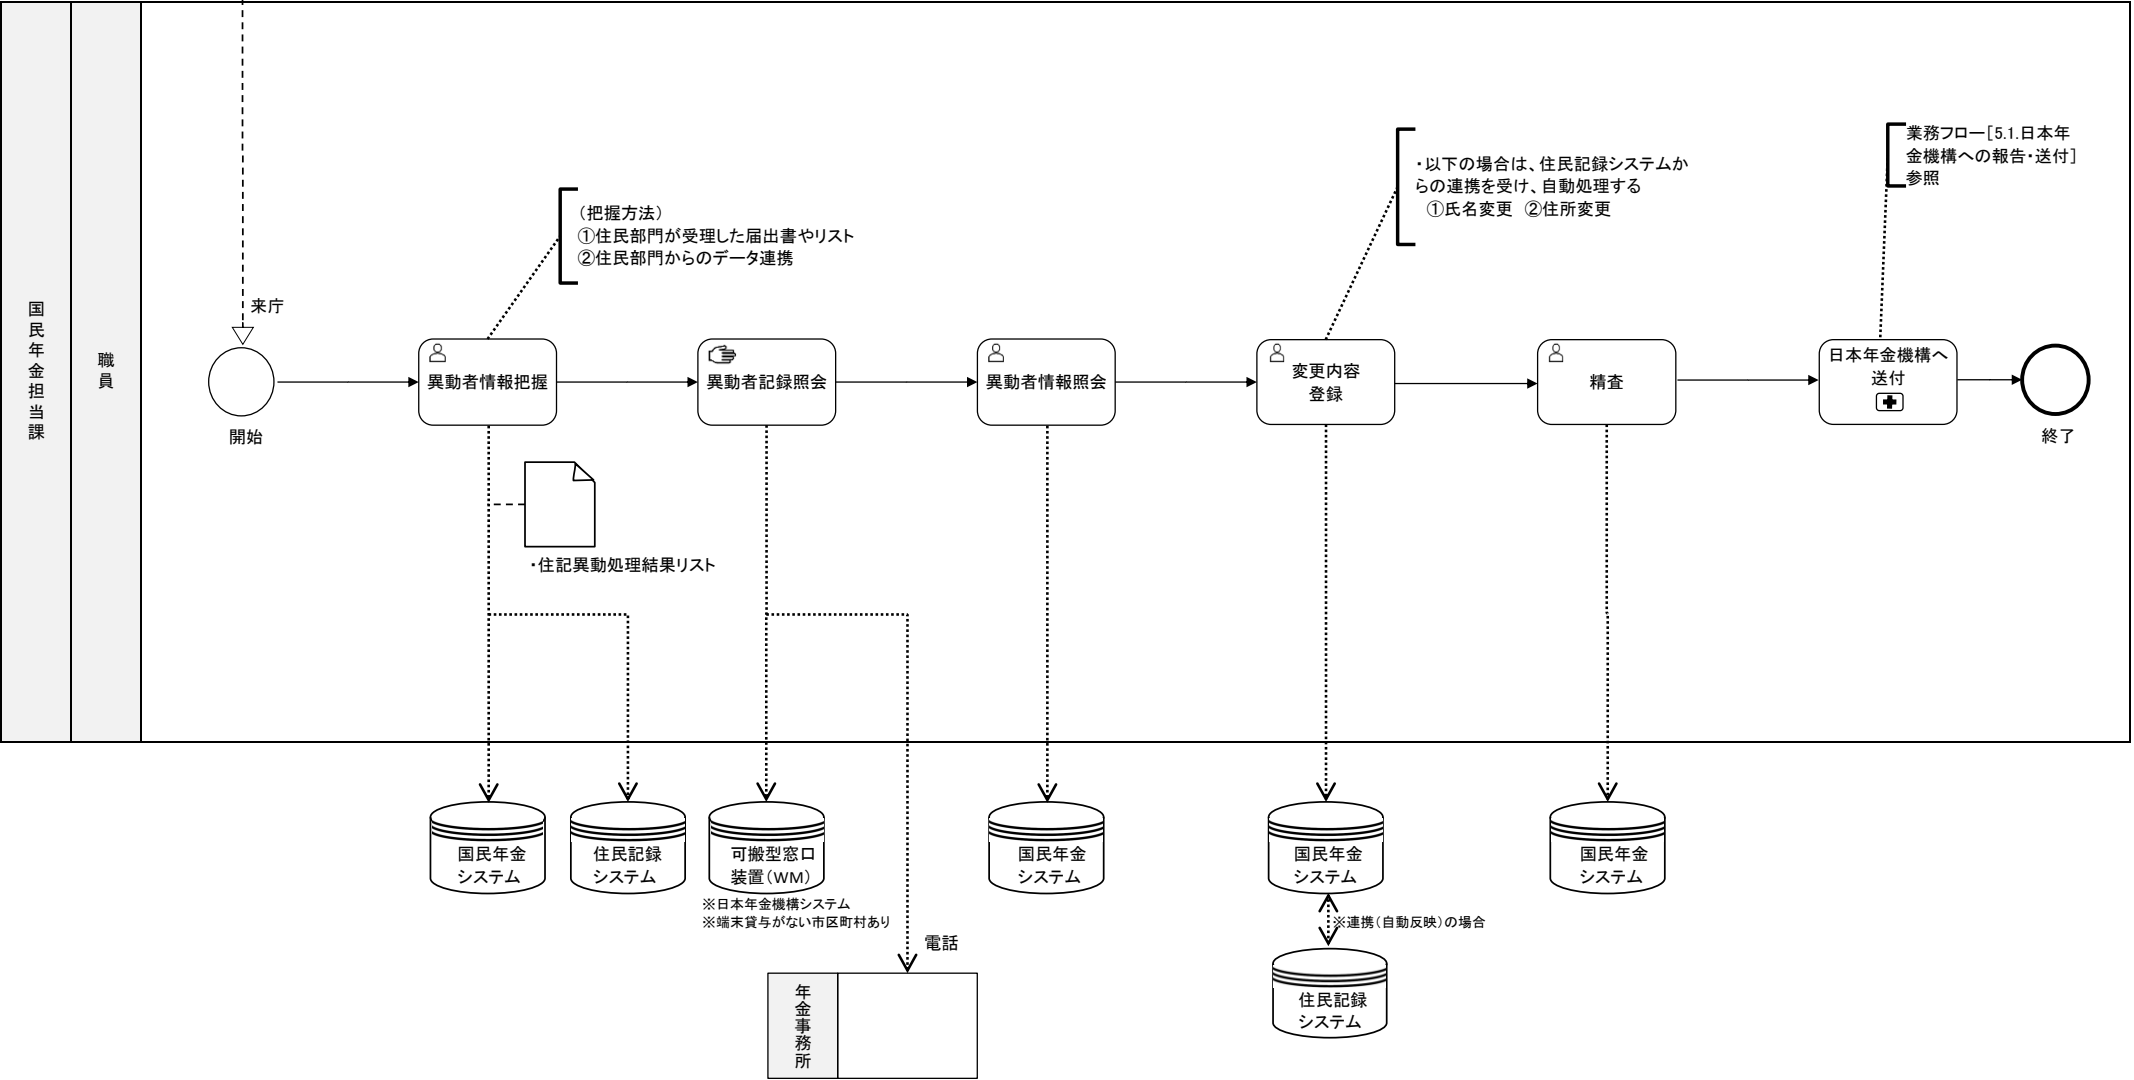 国民年金担当課
職員
来庁
開始
(把握方法)
①住民部門が受理した届出書やリスト
②住民部門からのデータ連携
・以下の場合は、住民記録システムか
らの連携を受け、自動処理する
①氏名変更 ②住所変更
業務フロー[5.1.日本年
金機構への報告・送付]
参照
異動者情報把握
異動者記録照会
異動者情報照会
変更内容
登録
精査
日本年金機構へ
送付
終了
・住記異動処理結果リスト
国民年金
システム
住民記録
システム
可搬型窓口
装置(WM)
※日本年金機構システム
※端末貸与がない市区町村あり
国民年金
システム
国民年金
システム
国民年金
システム
※連携(自動反映)の場合
住民記録
システム
電話
年金事務所